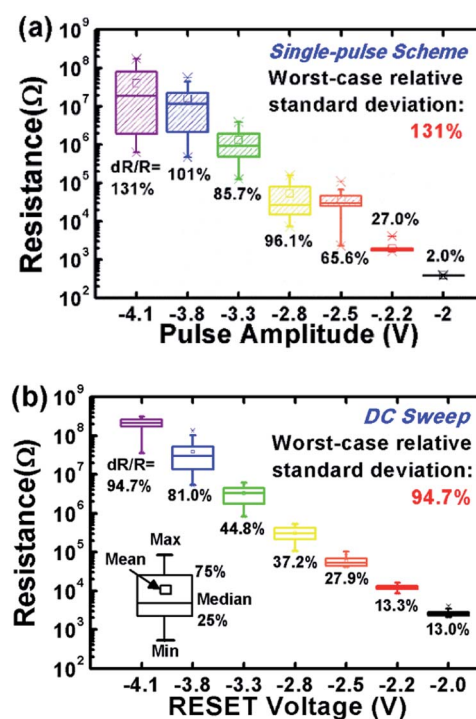 (a)
Single-pulse Scheme
Worst-case relative
standard deviation:
131%
Resistance(Ω)
10⁹
10⁸
10⁷
10⁶
10⁵
10⁴
10³
10²
dR/R=
131%
101%
85.7%
96.1%
65.6%
27.0%
2.0%
-4.1 -3.8 -3.3 -2.8 -2.5 -2.2 -2
Pulse Amplitude (V)
(b)
DC Sweep
Worst-case relative
standard deviation:
94.7%
Resistance(Ω)
10⁹
10⁸
10⁷
10⁶
10⁵
10⁴
10³
10²
dR/R=
94.7%
81.0%
44.8%
37.2%
27.9%
13.3%
13.0%
Max
Mean
75%
Median
25%
Min
-4.1 -3.8 -3.3 -2.8 -2.5 -2.2 -2.0
RESET Voltage (V)